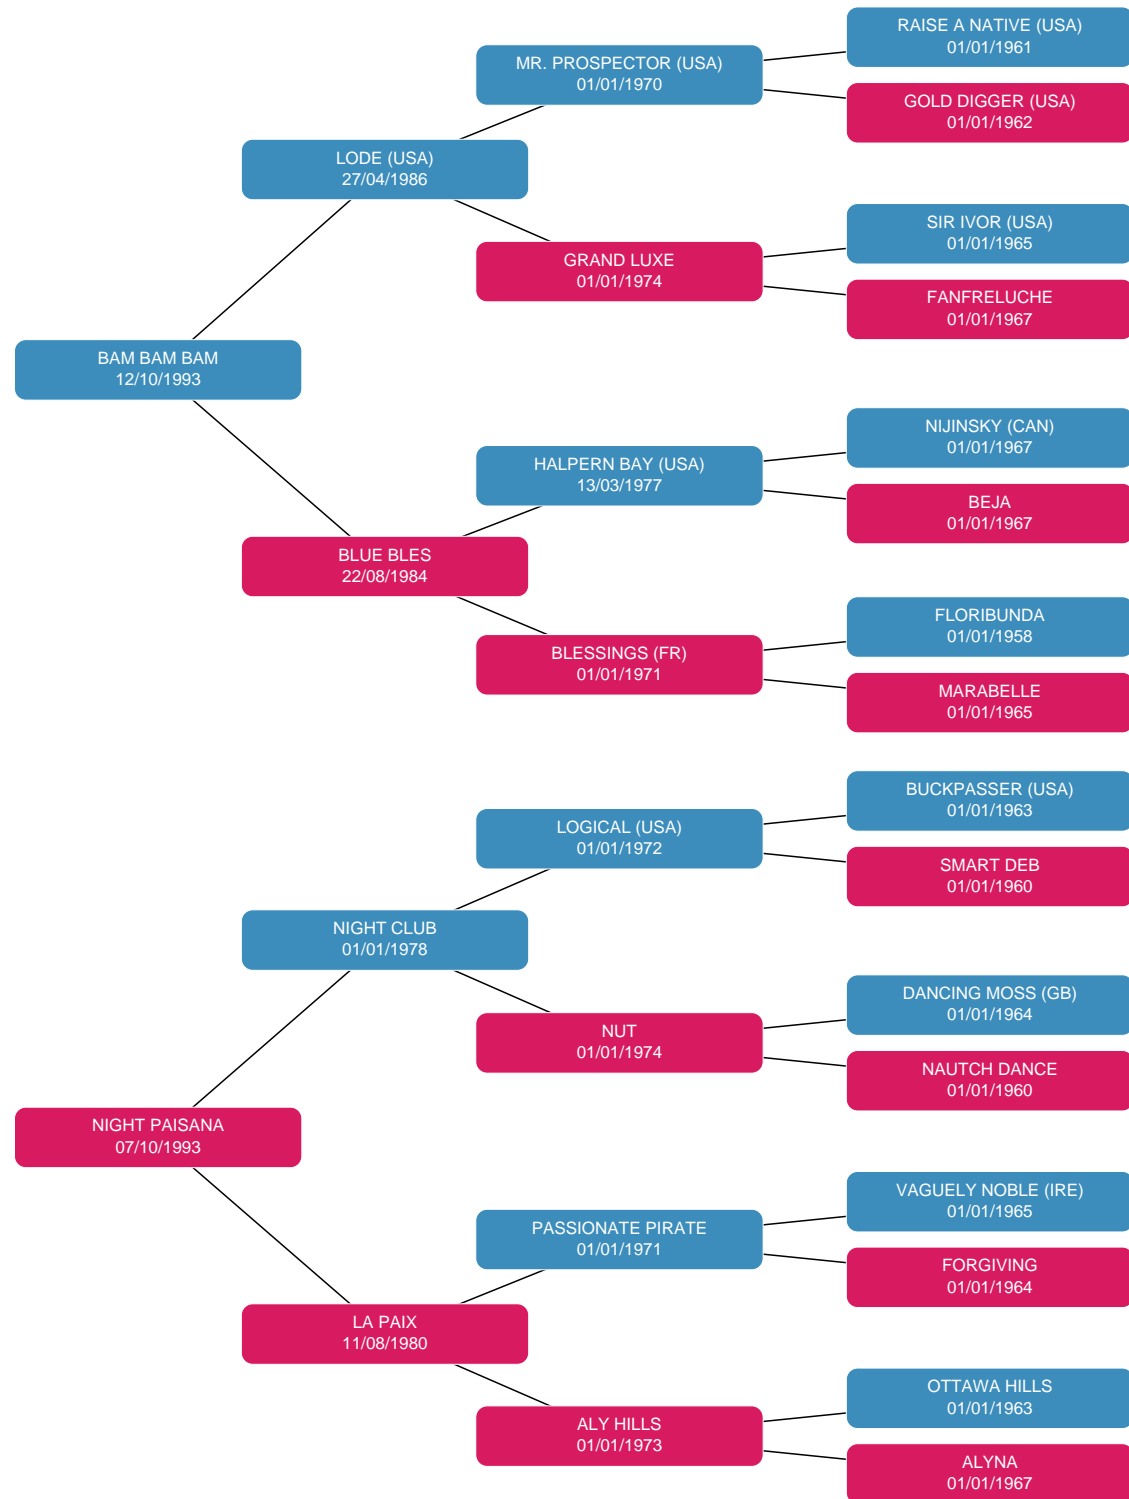 RAISE A NATIVE (USA)
01/01/1961
MR. PROSPECTOR (USA)
01/01/1970
GOLD DIGGER (USA)
01/01/1962
LODE (USA)
27/04/1986
SIR IVOR (USA)
01/01/1965
GRAND LUXE
01/01/1974
FANFRELUCHE
01/01/1967
BAM BAM BAM
12/10/1993
NIJINSKY (CAN)
01/01/1967
HALPERN BAY (USA)
13/03/1977
BEJA
01/01/1967
BLUE BLES
22/08/1984
FLORIBUNDA
01/01/1958
BLESSINGS (FR)
01/01/1971
MARABELLE
01/01/1965
BUCKPASSER (USA)
01/01/1963
LOGICAL (USA)
01/01/1972
SMART DEB
01/01/1960
NIGHT CLUB
01/01/1978
DANCING MOSS (GB)
01/01/1964
NUT
01/01/1974
NAUTCH DANCE
01/01/1960
NIGHT PAISANA
07/10/1993
VAGUELY NOBLE (IRE)
01/01/1965
PASSIONATE PIRATE
01/01/1971
FORGIVING
01/01/1964
LA PAIX
11/08/1980
OTTAWA HILLS
01/01/1963
ALY HILLS
01/01/1973
ALYNA
01/01/1967